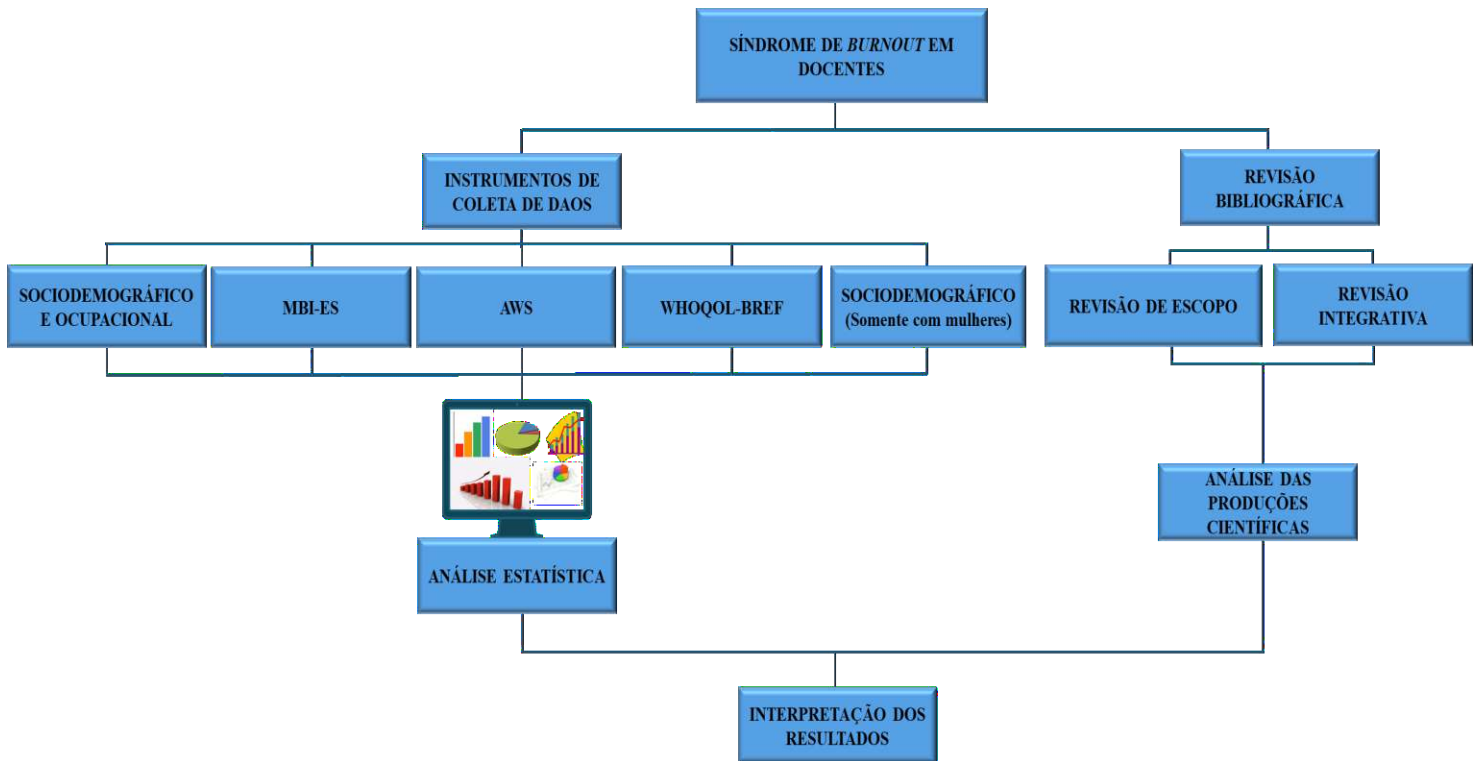 SÍNDROME DE BURNOUT EM
DOCENTES
INSTRUMENTOS DE
COLETA DE DAOS
REVISÃO
BIBLIOGRÁFICA
SOCIODEMOGRÁFICO
E OCUPACIONAL
MBI-ES
AWS
WHOQOL-BREF
SOCIODEMOGRÁFICO
(Somente com mulheres)
REVISÃO DE ESCOPO
REVISÃO
INTEGRATIVA
ANÁLISE DAS
PRODUÇÕES
CIENTÍFICAS
ANÁLISE ESTATÍSTICA
INTERPRETAÇÃO DOS
RESULTADOS